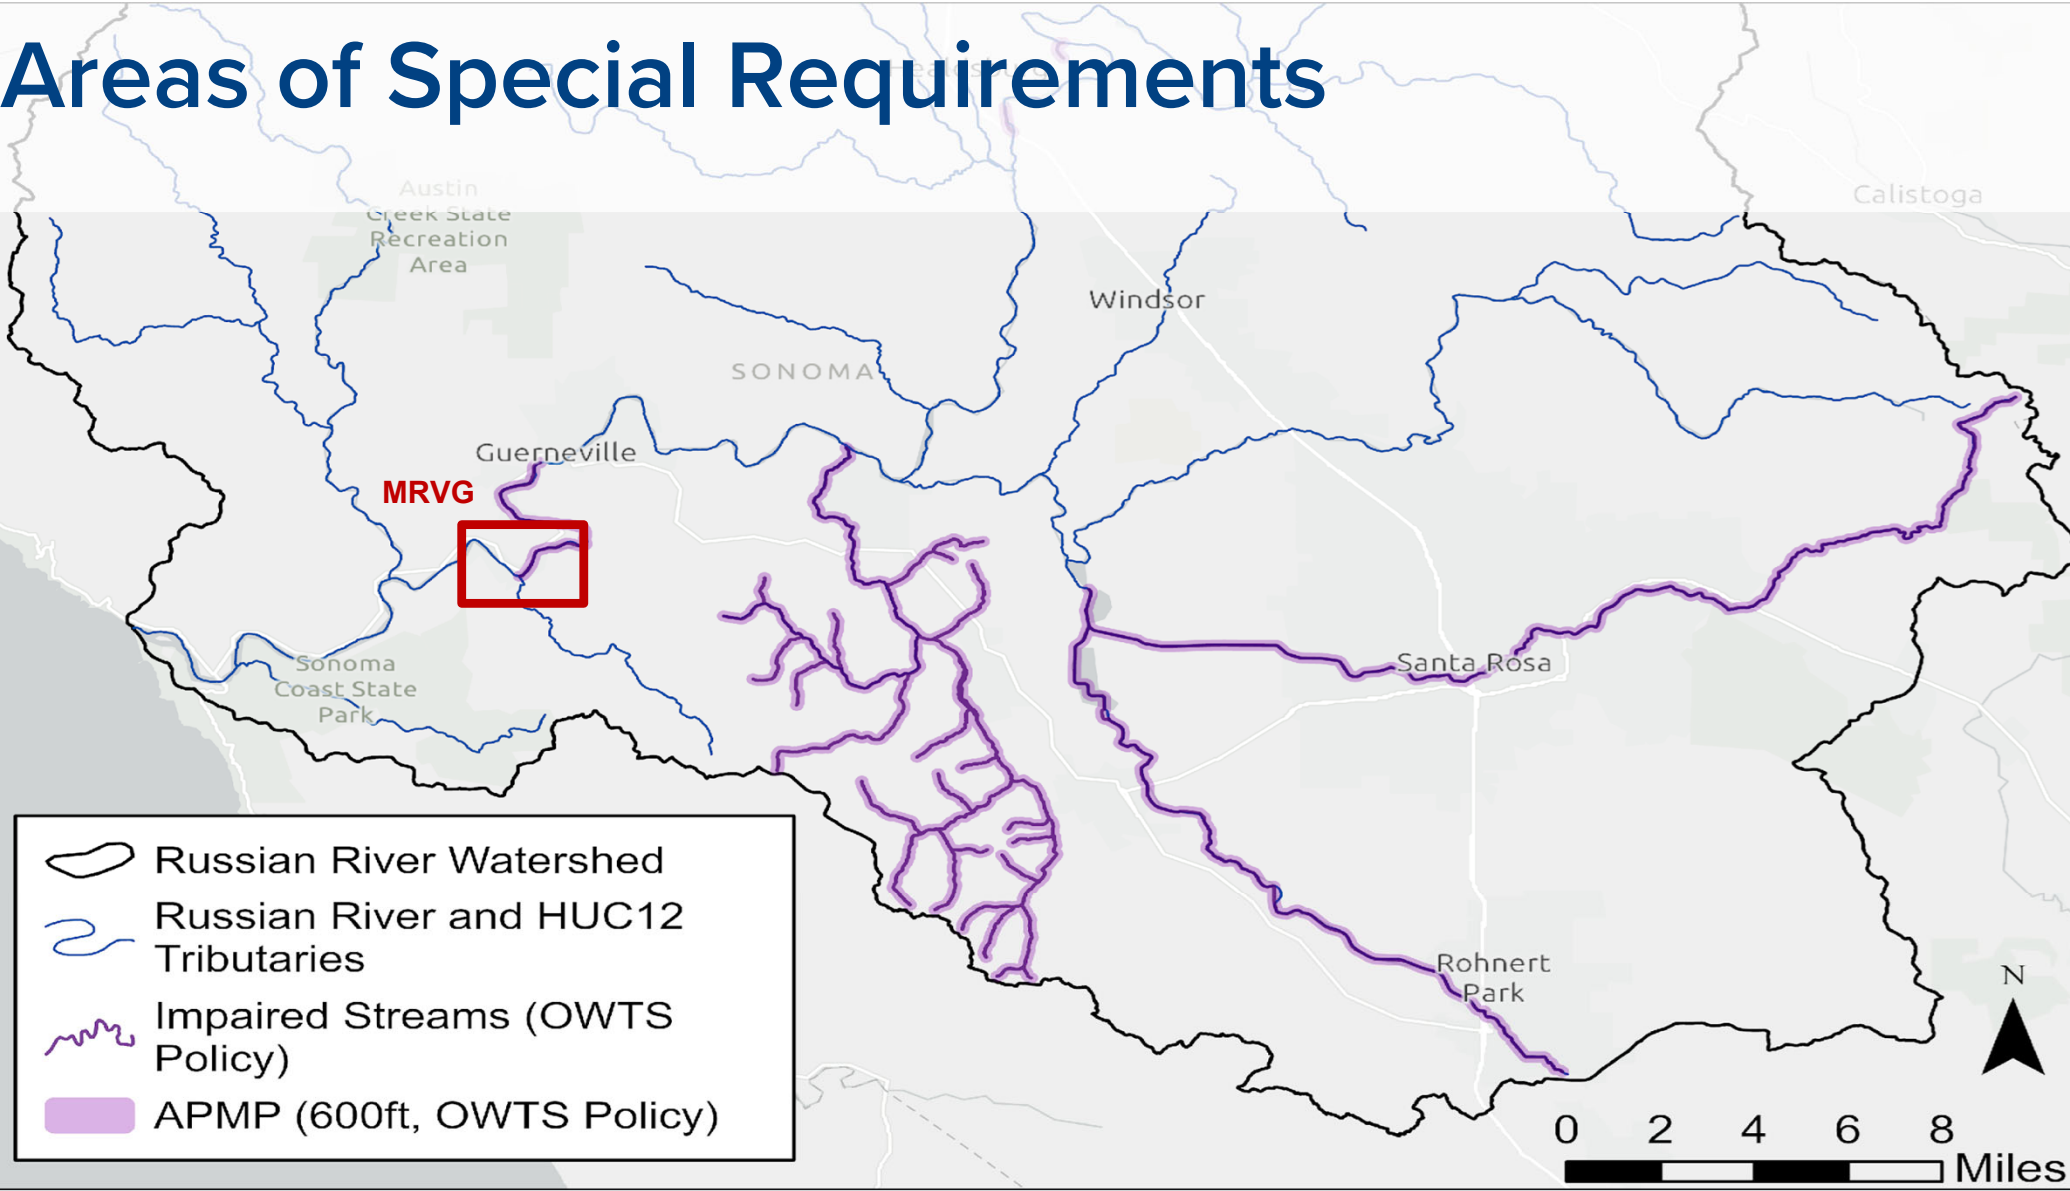 Areas of Special Requirements
Healdsburg
Austin
Creek State
Recreation
Area
Calistoga
Windsor
SONOMA
Guerneville
MRVG
Santa Rosa
Sonoma
Coast State
Park
Rohnert
Park
Russian River Watershed
Russian River and HUC12
Tributaries
Impaired Streams (OWTS
Policy)
APMP (600ft, OWTS Policy)
N
0 2 4 6 8
Miles